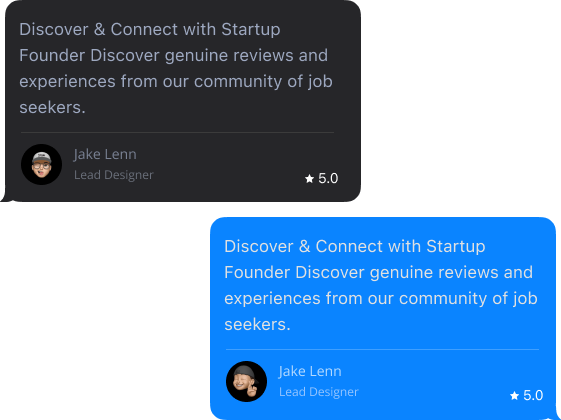 Discover & Connect with Startup
Founder Discover genuine reviews and
experiences from our community of job
seekers.
Jake Lenn
Lead Designer
★ 5.0
Discover & Connect with Startup
Founder Discover genuine reviews and
experiences from our community of job
seekers.
Jake Lenn
Lead Designer
★ 5.0